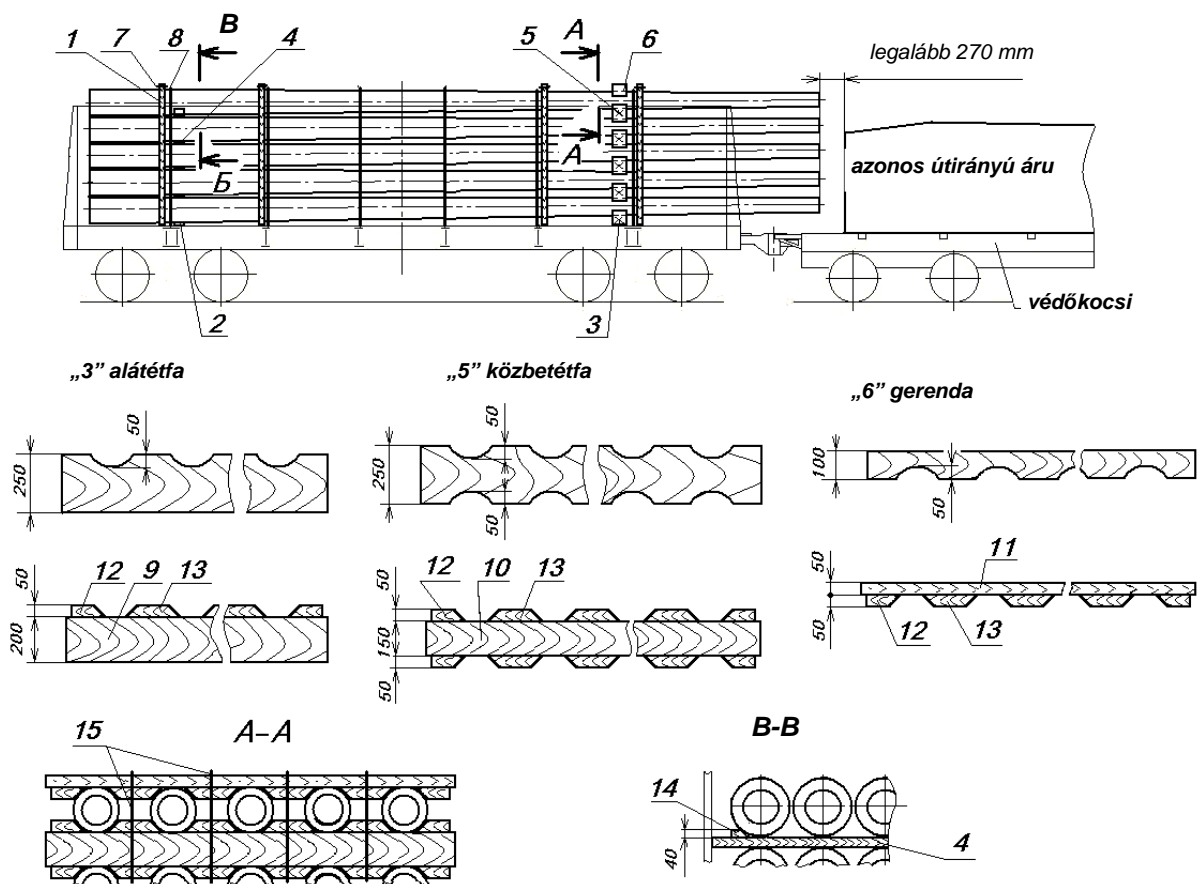 1 7 8 B 4 A 5 6
legalább 270 mm
A
Б
azonos útirányú áru
2 3
védőkocsi
„3” alátétfa
„5” közbetétfa
„6” gerenda
50
250
50
250
50
100
50
50
200
12 9 13
50
150
50
12 10 13
50
50
11
12 13
15
A–A
B-B
14
40
4